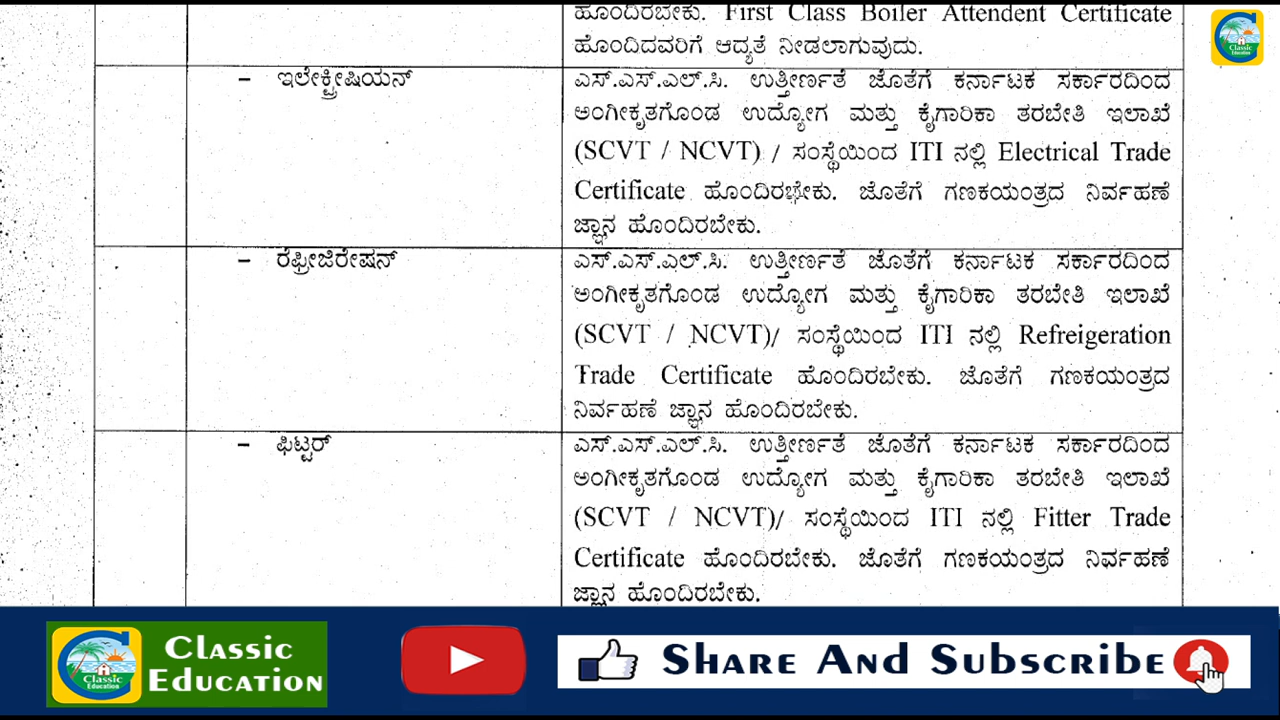 ಹೊಂದಿರಬೇಕು. First Class Boiler Attendent Certificate
ಹೊಂದಿದವರಿಗೆ ಆದ್ಯತೆ ನೀಡಲಾಗುವುದು.
– ಇಲೇಕ್ಟ್ರೀಷಿಯನ್
ಎಸ್.ಎಸ್.ಎಲ್.ಸಿ. ಉತ್ತೀರ್ಣತೆ ಜೊತೆಗೆ ಕರ್ನಾಟಕ ಸರ್ಕಾರದಿಂದ
ಅಂಗೀಕೃತಗೊಂಡ ಉದ್ಯೋಗ ಮತ್ತು ಕೈಗಾರಿಕಾ ತರಬೇತಿ ಇಲಾಖೆ
(SCVT / NCVT) / ಸಂಸ್ಥೆಯಿಂದ ITI ನಲ್ಲಿ Electrical Trade
Certificate ಹೊಂದಿರಬೇಕು. ಜೊತೆಗೆ ಗಣಕಯಂತ್ರದ ನಿರ್ವಹಣೆ
ಜ್ಞಾನ ಹೊಂದಿರಬೇಕು.
– ರೆಫ್ರೀಜಿರೇಷನ್
ಎಸ್.ಎಸ್.ಎಲ್.ಸಿ. ಉತ್ತೀರ್ಣತೆ ಜೊತೆಗೆ ಕರ್ನಾಟಕ ಸರ್ಕಾರದಿಂದ
ಅಂಗೀಕೃತಗೊಂಡ ಉದ್ಯೋಗ ಮತ್ತು ಕೈಗಾರಿಕಾ ತರಬೇತಿ ಇಲಾಖೆ
(SCVT / NCVT)/ ಸಂಸ್ಥೆಯಿಂದ ITI ನಲ್ಲಿ Refreigeration
Trade Certificate ಹೊಂದಿರಬೇಕು. ಜೊತೆಗೆ ಗಣಕಯಂತ್ರದ
ನಿರ್ವಹಣೆ ಜ್ಞಾನ ಹೊಂದಿರಬೇಕು.
– ಫಿಟ್ಟರ್
ಎಸ್.ಎಸ್.ಎಲ್.ಸಿ. ಉತ್ತೀರ್ಣತೆ ಜೊತೆಗೆ ಕರ್ನಾಟಕ ಸರ್ಕಾರದಿಂದ
ಅಂಗೀಕೃತಗೊಂಡ ಉದ್ಯೋಗ ಮತ್ತು ಕೈಗಾರಿಕಾ ತರಬೇತಿ ಇಲಾಖೆ
(SCVT / NCVT)/ ಸಂಸ್ಥೆಯಿಂದ ITI ನಲ್ಲಿ Fitter Trade
Certificate ಹೊಂದಿರಬೇಕು. ಜೊತೆಗೆ ಗಣಕಯಂತ್ರದ ನಿರ್ವಹಣೆ
ಜ್ಞಾನ ಹೊಂದಿರಬೇಕು.
Classic
Education
Classic
Education
Classic
Education
Share And Subscribe